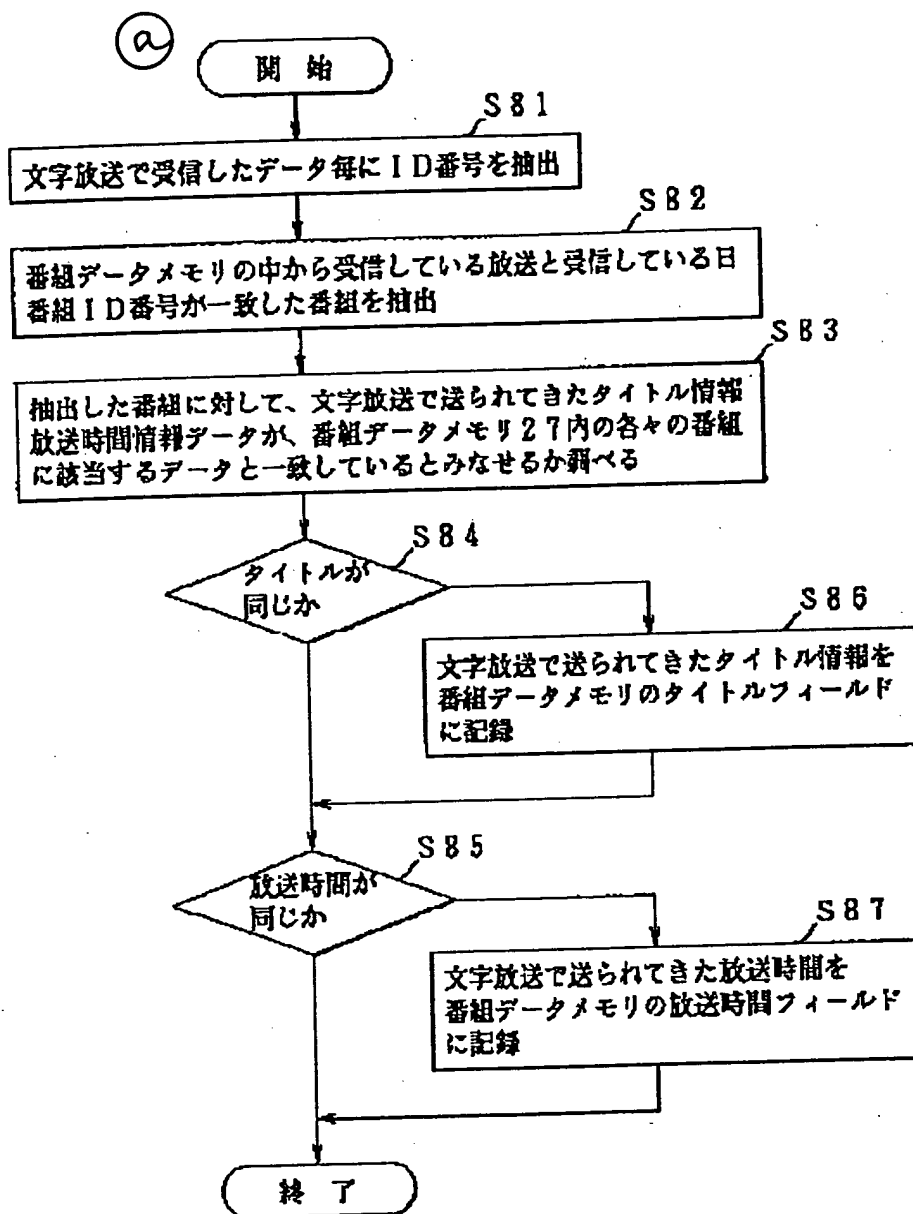 a
開始
S81
文字放送で受信したデータ毎にID番号を抽出
S82
番組データメモリの中から受信している放送と受信している日
番組ID番号が一致した番組を抽出
S83
抽出した番組に対して、文字放送で送られてきたタイトル情報
放送時間情報データが、番組データメモリ27内の各々の番組
に該当するデータと一致しているとみなせるか調べる
S84
タイトルが
同じか
S86
文字放送で送られてきたタイトル情報を
番組データメモリのタイトルフィールド
に記録
S85
放送時間が
同じか
S87
文字放送で送られてきた放送時間を
番組データメモリの放送時間フィールド
に記録
終了